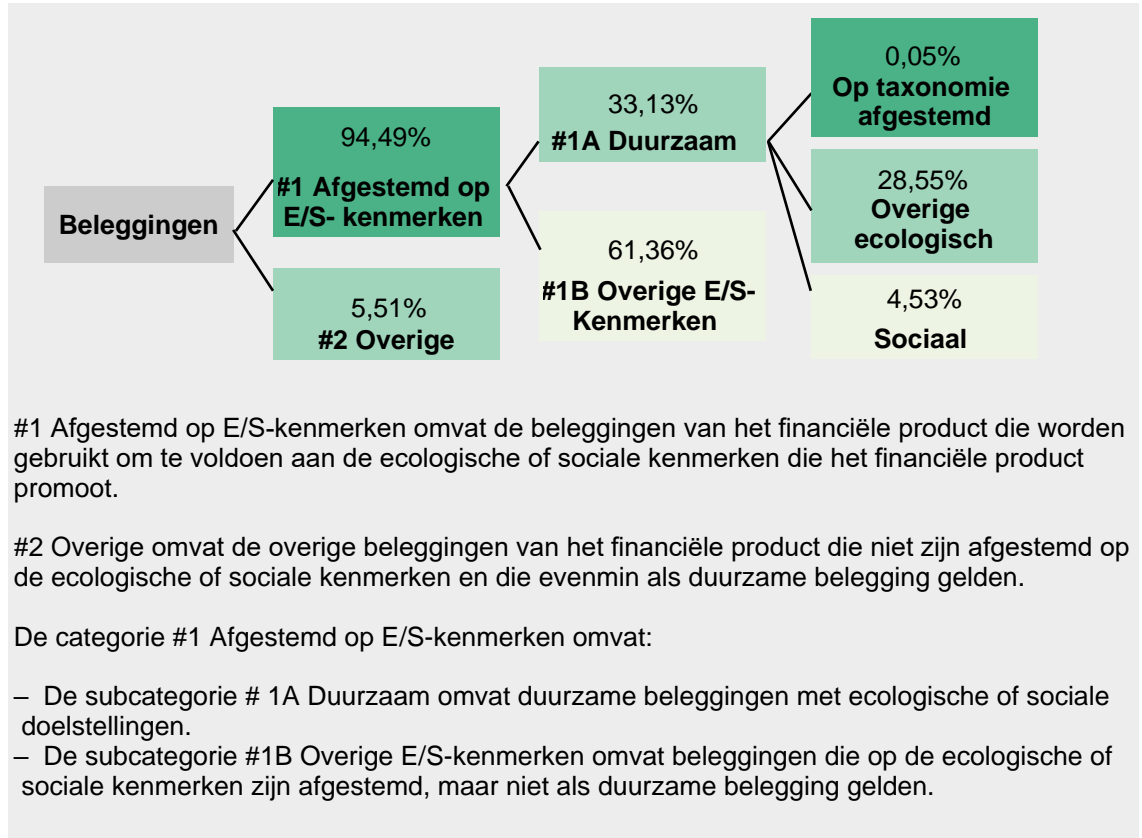 Beleggingen
94,49%
#1 Afgestemd op
E/S- kenmerken
5,51%
#2 Overige
33,13%
#1A Duurzaam
61,36%
#1B Overige E/S-
Kenmerken
0,05%
Op taxonomie
afgestemd
28,55%
Overige
ecologisch
4,53%
Sociaal
#1 Afgestemd op E/S-kenmerken omvat de beleggingen van het financiële product die worden
gebruikt om te voldoen aan de ecologische of sociale kenmerken die het financiële product
promoot.
#2 Overige omvat de overige beleggingen van het financiële product die niet zijn afgestemd op
de ecologische of sociale kenmerken en die evenmin als duurzame belegging gelden.
De categorie #1 Afgestemd op E/S-kenmerken omvat:
– De subcategorie # 1A Duurzaam omvat duurzame beleggingen met ecologische of sociale
doelstellingen.
– De subcategorie #1B Overige E/S-kenmerken omvat beleggingen die op de ecologische of
sociale kenmerken zijn afgestemd, maar niet als duurzame belegging gelden.